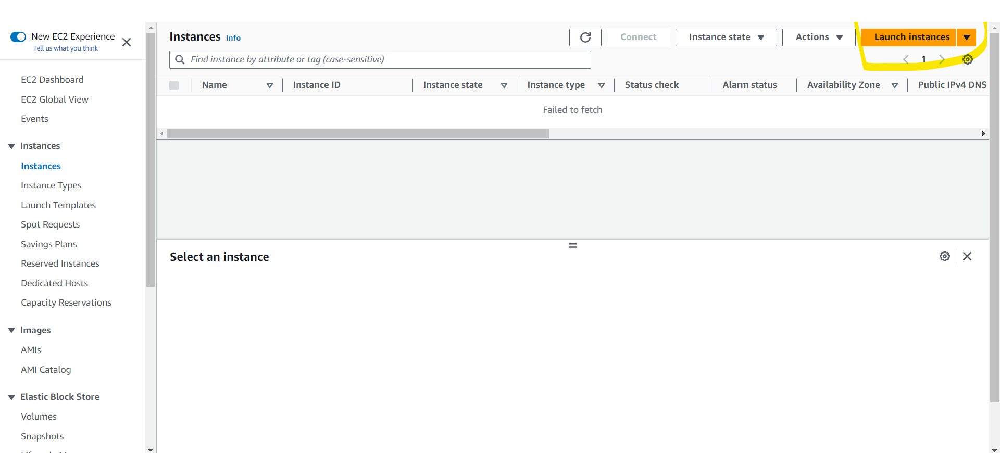 New EC2 Experience
Tell us what you think
EC2 Dashboard
EC2 Global View
Events
Instances
Instances
Instance Types
Launch Templates
Spot Requests
Savings Plans
Reserved Instances
Dedicated Hosts
Capacity Reservations
Images
AMIs
AMI Catalog
Elastic Block Store
Volumes
Snapshots
Instances Info
Connect
Instance state
Actions
Launch instances
Find instance by attribute or tag (case-sensitive)
1
Name Instance ID Instance state Instance type Status check Alarm status Availability Zone Public IPv4 DNS
Failed to fetch
Select an instance